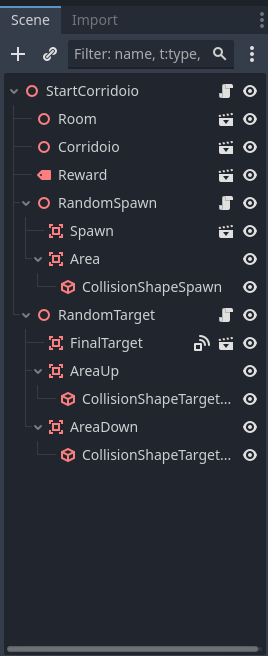 Scene Import
Filter: name, t:type,
StartCorridoio
Room
Corridoio
Reward
RandomSpawn
Spawn
Area
CollisionShapeSpawn
RandomTarget
FinalTarget
AreaUp
CollisionShapeTarget...
AreaDown
CollisionShapeTarget...